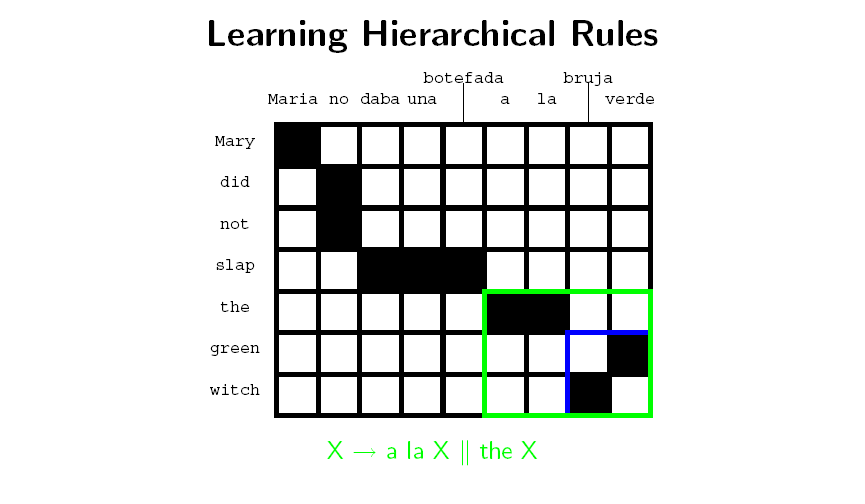 Learning Hierarchical Rules
botefada bruja
Maria no daba una a la verde
Mary
did
not
slap
the
green
witch
X → a la X ‖ the X